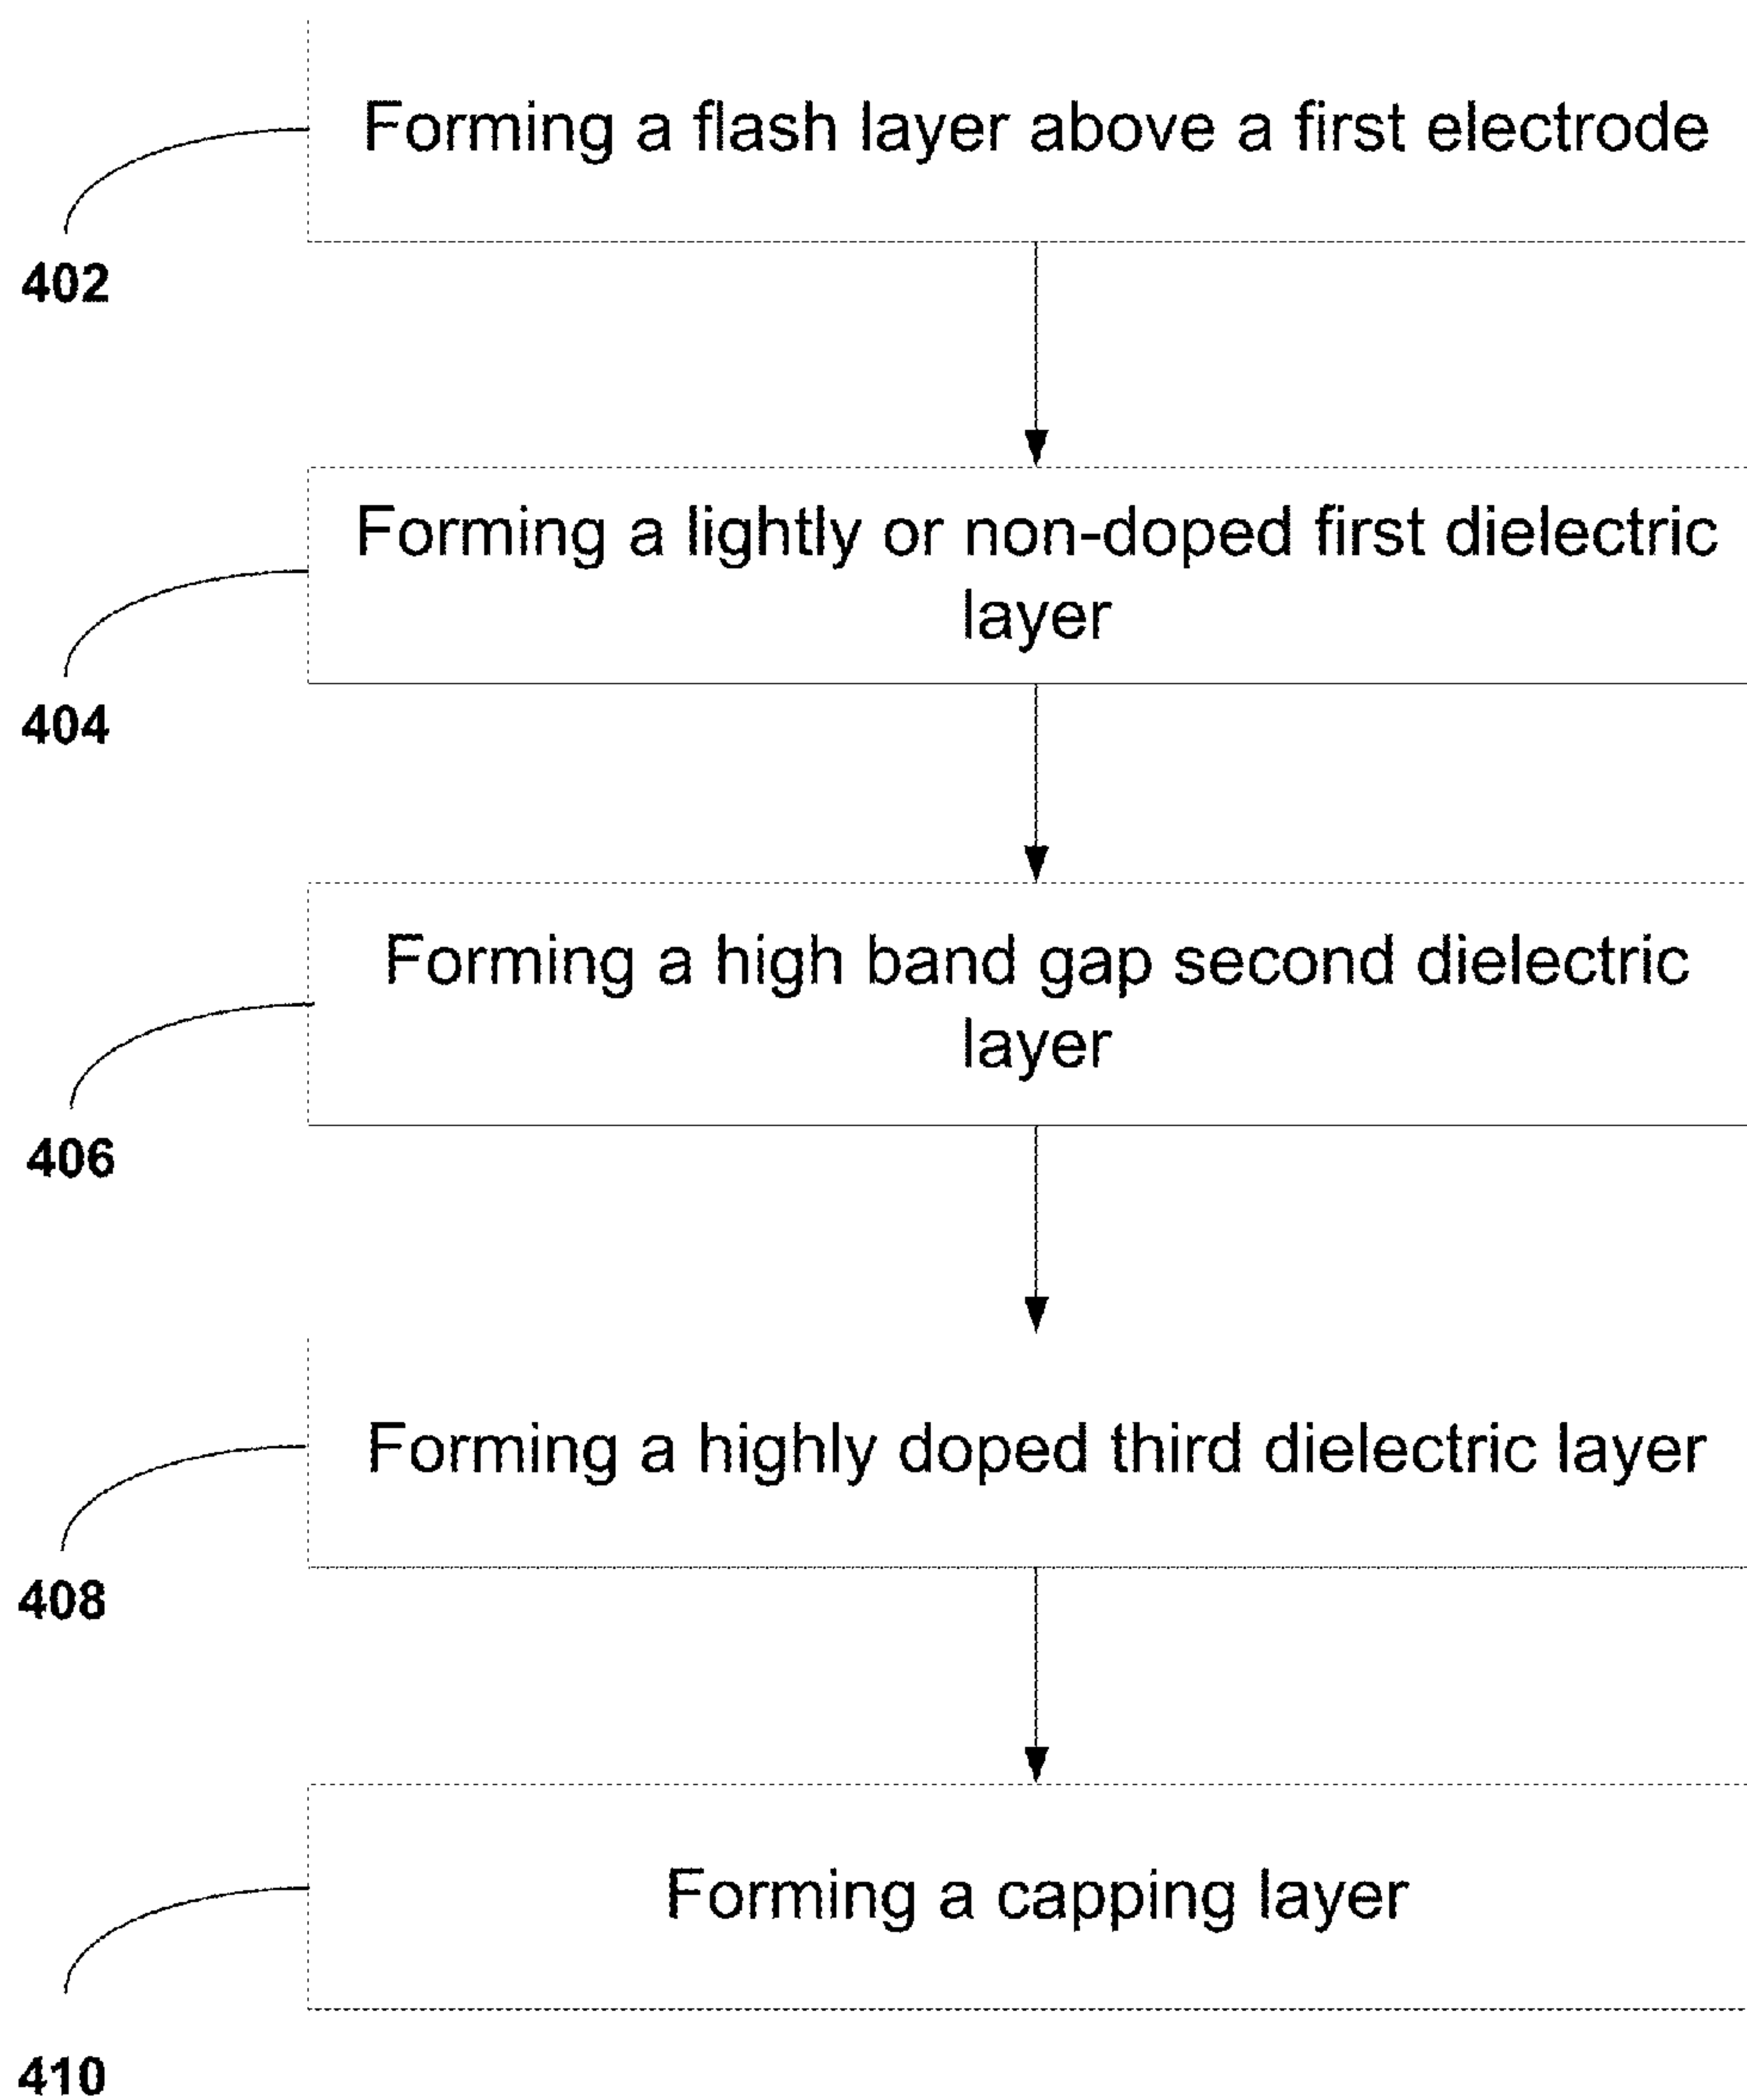 Forming a flash layer above a first electrode
402
Forming a lightly or non-doped first dielectric
layer
404
Forming a high band gap second dielectric
layer
406
Forming a highly doped third dielectric layer
408
Forming a capping layer
410